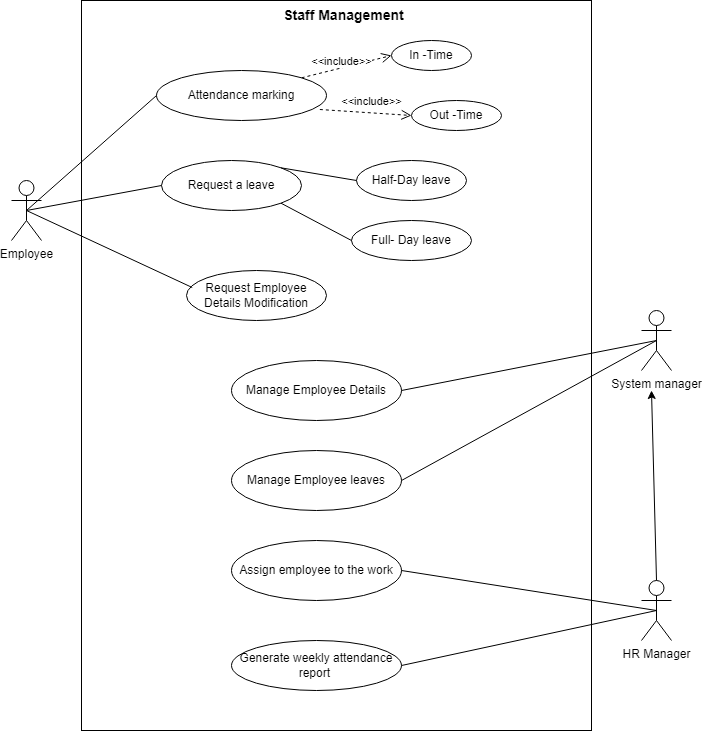 Staff Management
<<include>>
In -Time
Attendance marking
<<include>>
Out -Time
Request a leave
Half-Day leave
Full- Day leave
Employee
Request Employee
Details Modification
Manage Employee Details
System manager
Manage Employee leaves
Assign employee to the work
HR Manager
Generate weekly attendance
report